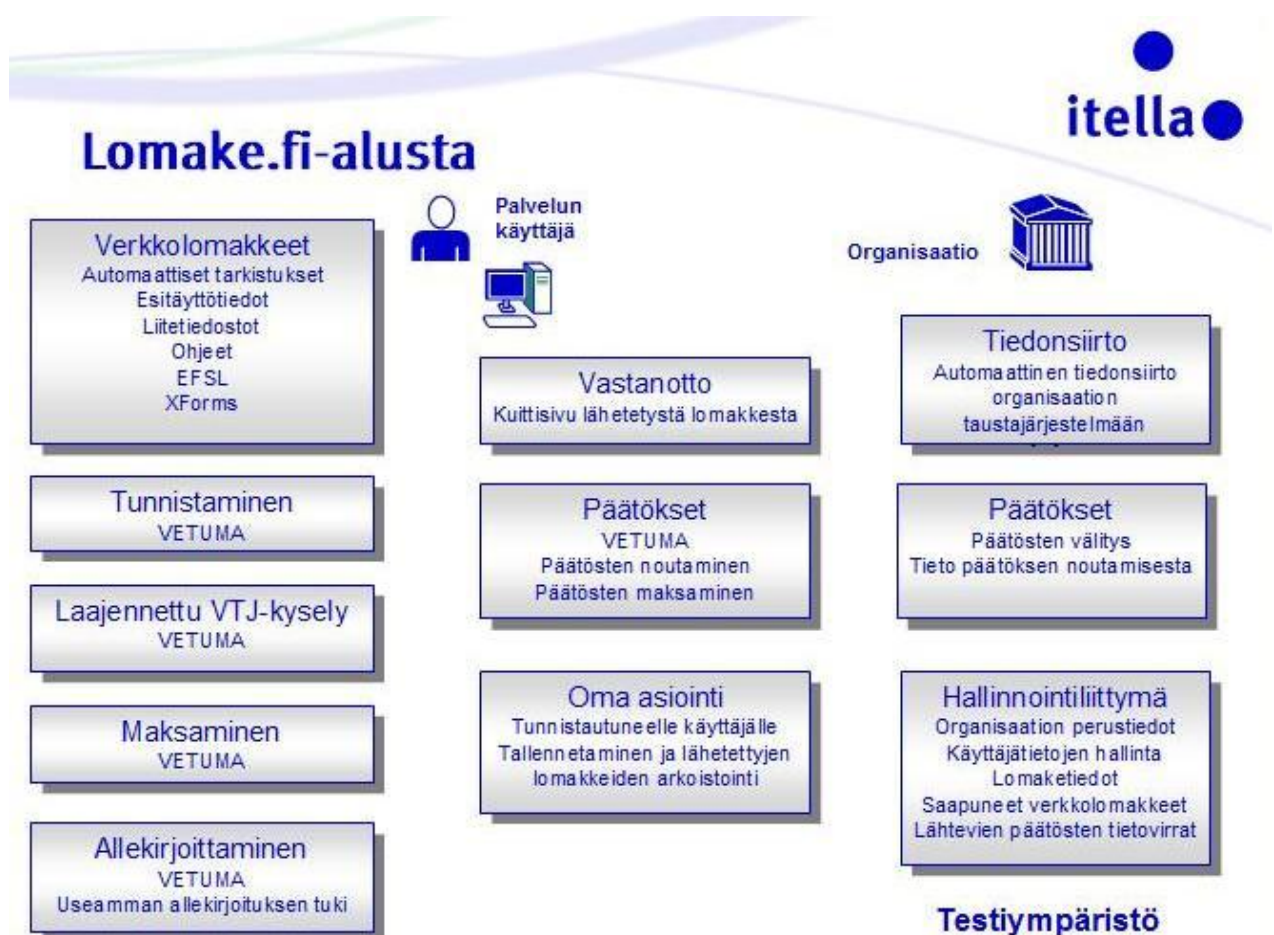 itella
Lomake.fi-alusta
Verkkolomakkeet
Automaattiset tarkistukset
Esitäyttötiedot
Liitetiedostot
Ohjeet
EFSL
XForms
Tunnistaminen
VETUMA
Laajennettu VTJ-kysely
VETUMA
Maksaminen
VETUMA
Allekirjoittaminen
VETUMA
Useamman allekirjoituksen tuki
Palvelun
käyttäjä
Vastanotto
Kuittisivu lähetetystä lomakkesta
Päätökset
VETUMA
Päätösten noutaminen
Päätösten maksaminen
Oma asiointi
Tunnistautuneelle käyttäjälle
Tallennetaminen ja lähetettyjen
lomakkeiden arkoistointi
Organisaatio
Tiedonsiirto
Automaattinen tiedonsiirto
organisaation
taustajärjestelmään
Päätökset
Päätösten välitys
Tieto päätöksen noutamisesta
Hallinnointiliittymä
Organisaation perustiedot
Käyttäjätietojen hallinta
Lomaketiedot
Saapuneet verkkolomakkeet
Lähtevien päätösten tietovirrat
Testiympäristö